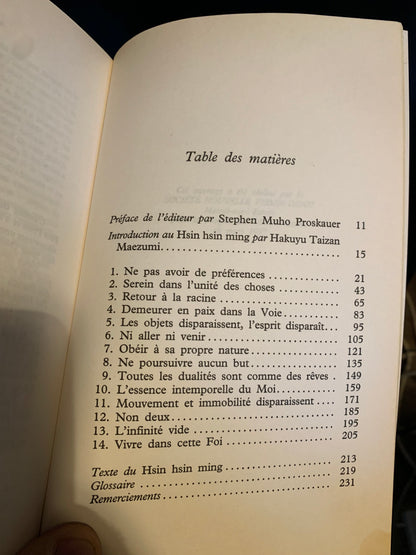 Table des matières
Préface de l'éditeur par Stephen Muho Proskauer 11
Introduction au Hsin hsin ming par Hakuyu Taizan
Maezumi. . . . . . . . . . . . . . . . . . . . . . . . . . 15
1. Ne pas avoir de préférences . . . . . . . . . . . 21
2. Serein dans l'unité des choses . . . . . . . . . 43
3. Retour à la racine . . . . . . . . . . . . . . . . 65
4. Demeurer en paix dans la Voie . . . . . . . . . 83
5. Les objets disparaissent, l'esprit disparaît. . . 95
6. Ni aller ni venir . . . . . . . . . . . . . . . . . 105
7. Obéir à sa propre nature . . . . . . . . . . . . 121
8. Ne poursuivre aucun but . . . . . . . . . . . . 135
9. Toutes les dualités sont comme des rêves . 149
10. L'essence intemporelle du Moi . . . . . . . . . 159
11. Mouvement et immobilité disparaissent . . . . 171
12. Non deux . . . . . . . . . . . . . . . . . . . . . 185
13. L'infinité vide . . . . . . . . . . . . . . . . . . 195
14. Vivre dans cette Foi . . . . . . . . . . . . . . . 205
Texte du Hsin hsin ming . . . . . . . . . . . . . . . 213
Glossaire . . . . . . . . . . . . . . . . . . . . . . . . 219
Remerciements . . . . . . . . . . . . . . . . . . . . . 231